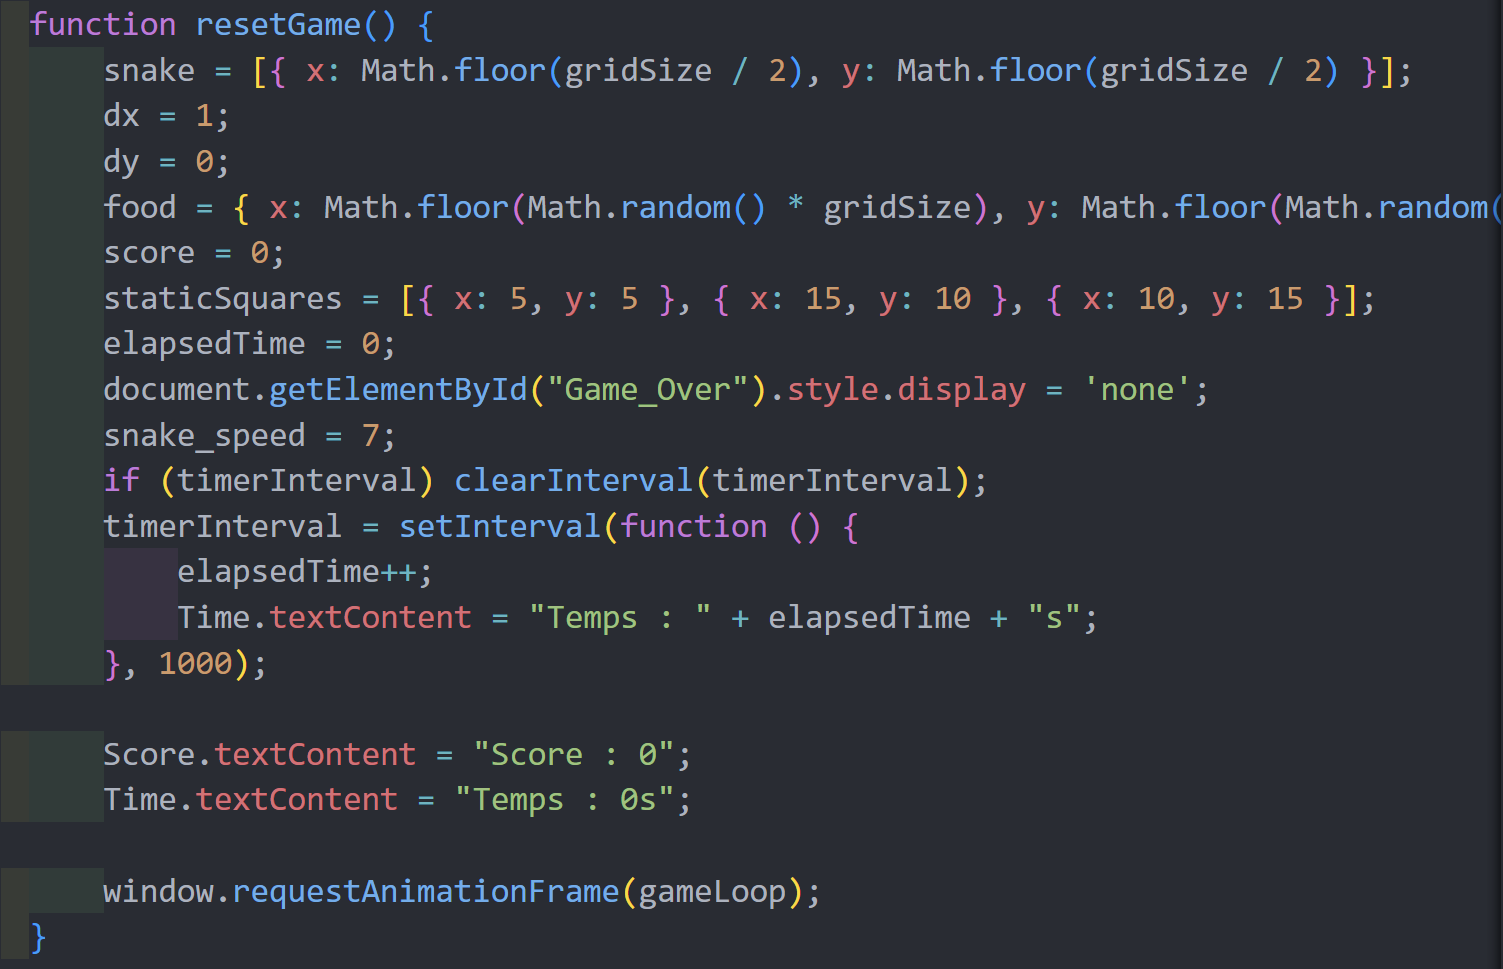 function resetGame() {
snake = [{ x: Math.floor(gridSize / 2), y: Math.floor(gridSize / 2) }];
dx = 1;
dy = 0;
food = { x: Math.floor(Math.random() * gridSize), y: Math.floor(Math.random(
score = 0;
staticSquares = [{ x: 5, y: 5 }, { x: 15, y: 10 }, { x: 10, y: 15 }];
elapsedTime = 0;
document.getElementById("Game_Over").style.display = 'none';
snake_speed = 7;
if (timerInterval) clearInterval(timerInterval);
timerInterval = setInterval(function () {
elapsedTime++;
Time.textContent = "Temps : " + elapsedTime + "s";
}, 1000);
Score.textContent = "Score : 0";
Time.textContent = "Temps : 0s";
window.requestAnimationFrame(gameLoop);
}